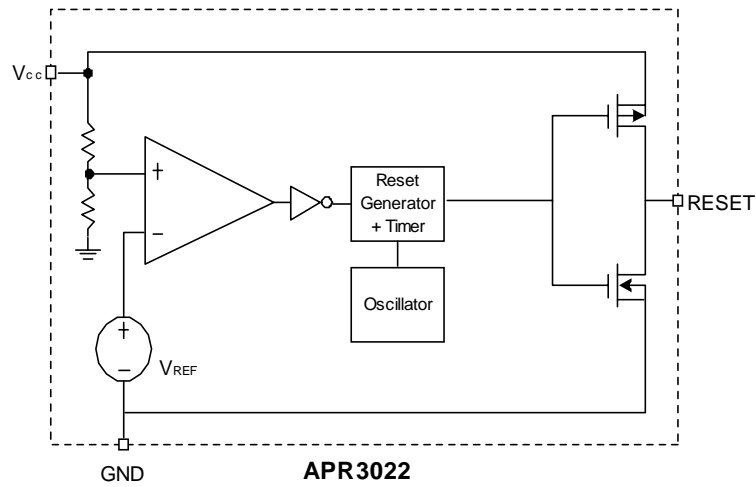 Vcc
+
−
Reset
Generator
+ Timer
RESET
Oscillator
+
−
VREF
GND
APR3022